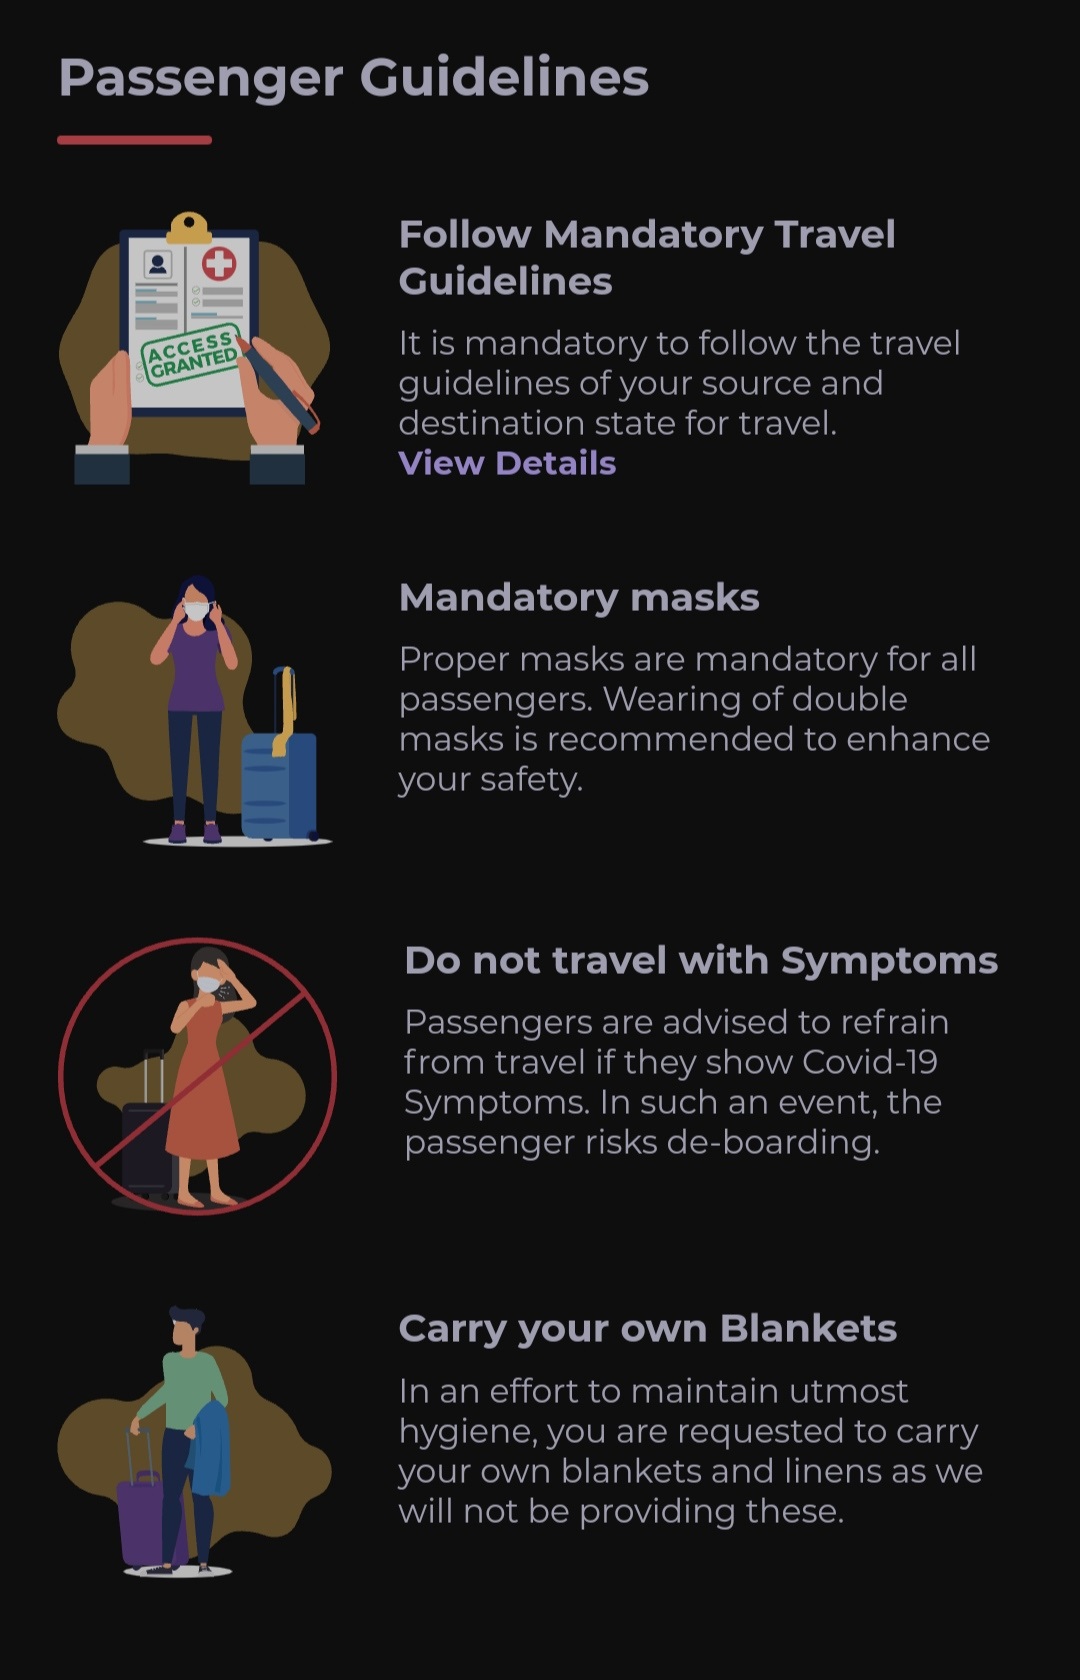 Passenger Guidelines
ACCESS
GRANTED
Follow Mandatory Travel
Guidelines
It is mandatory to follow the travel
guidelines of your source and
destination state for travel.
View Details
Mandatory masks
Proper masks are mandatory for all
passengers. Wearing of double
masks is recommended to enhance
your safety.
Do not travel with Symptoms
Passengers are advised to refrain
from travel if they show Covid-19
Symptoms. In such an event, the
passenger risks de-boarding.
Carry your own Blankets
In an effort to maintain utmost
hygiene, you are requested to carry
your own blankets and linens as we
will not be providing these.